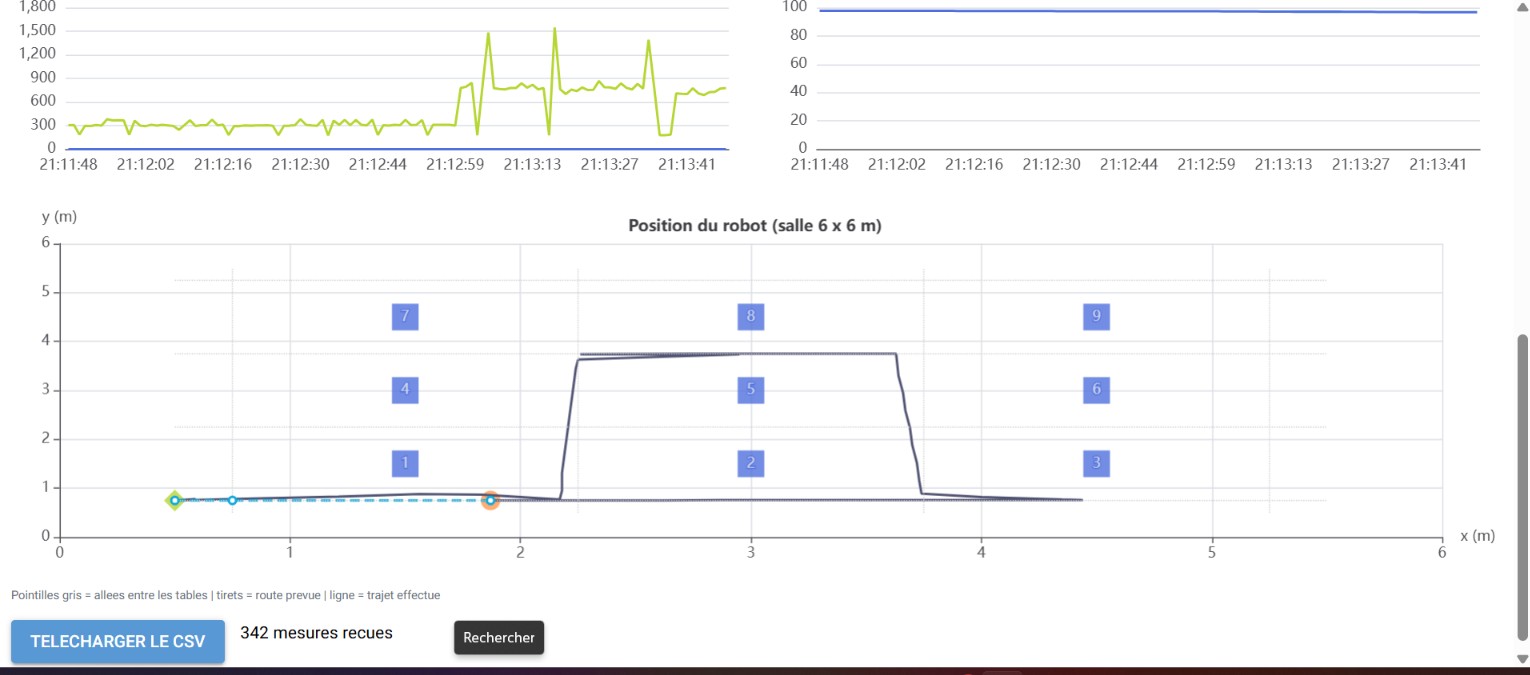 1,800
1,500
1,200
900
600
300
0
21:11:48 21:12:02 21:12:16 21:12:30 21:12:44 21:12:59 21:13:13 21:13:27 21:13:41
100
80
60
40
20
0
21:11:48 21:12:02 21:12:16 21:12:30 21:12:44 21:12:59 21:13:13 21:13:27 21:13:41
Position du robot (salle 6 x 6 m)
y (m)
6
5
4
3
2
1
0
7 8 9
4 5 6
1 2 3
0 1 2 3 4 5 6
x (m)
Pointilles gris = allees entre les tables | tirets = route prevue | ligne = trajet effectue
TELECHARGER LE CSV
342 mesures recues
Rechercher